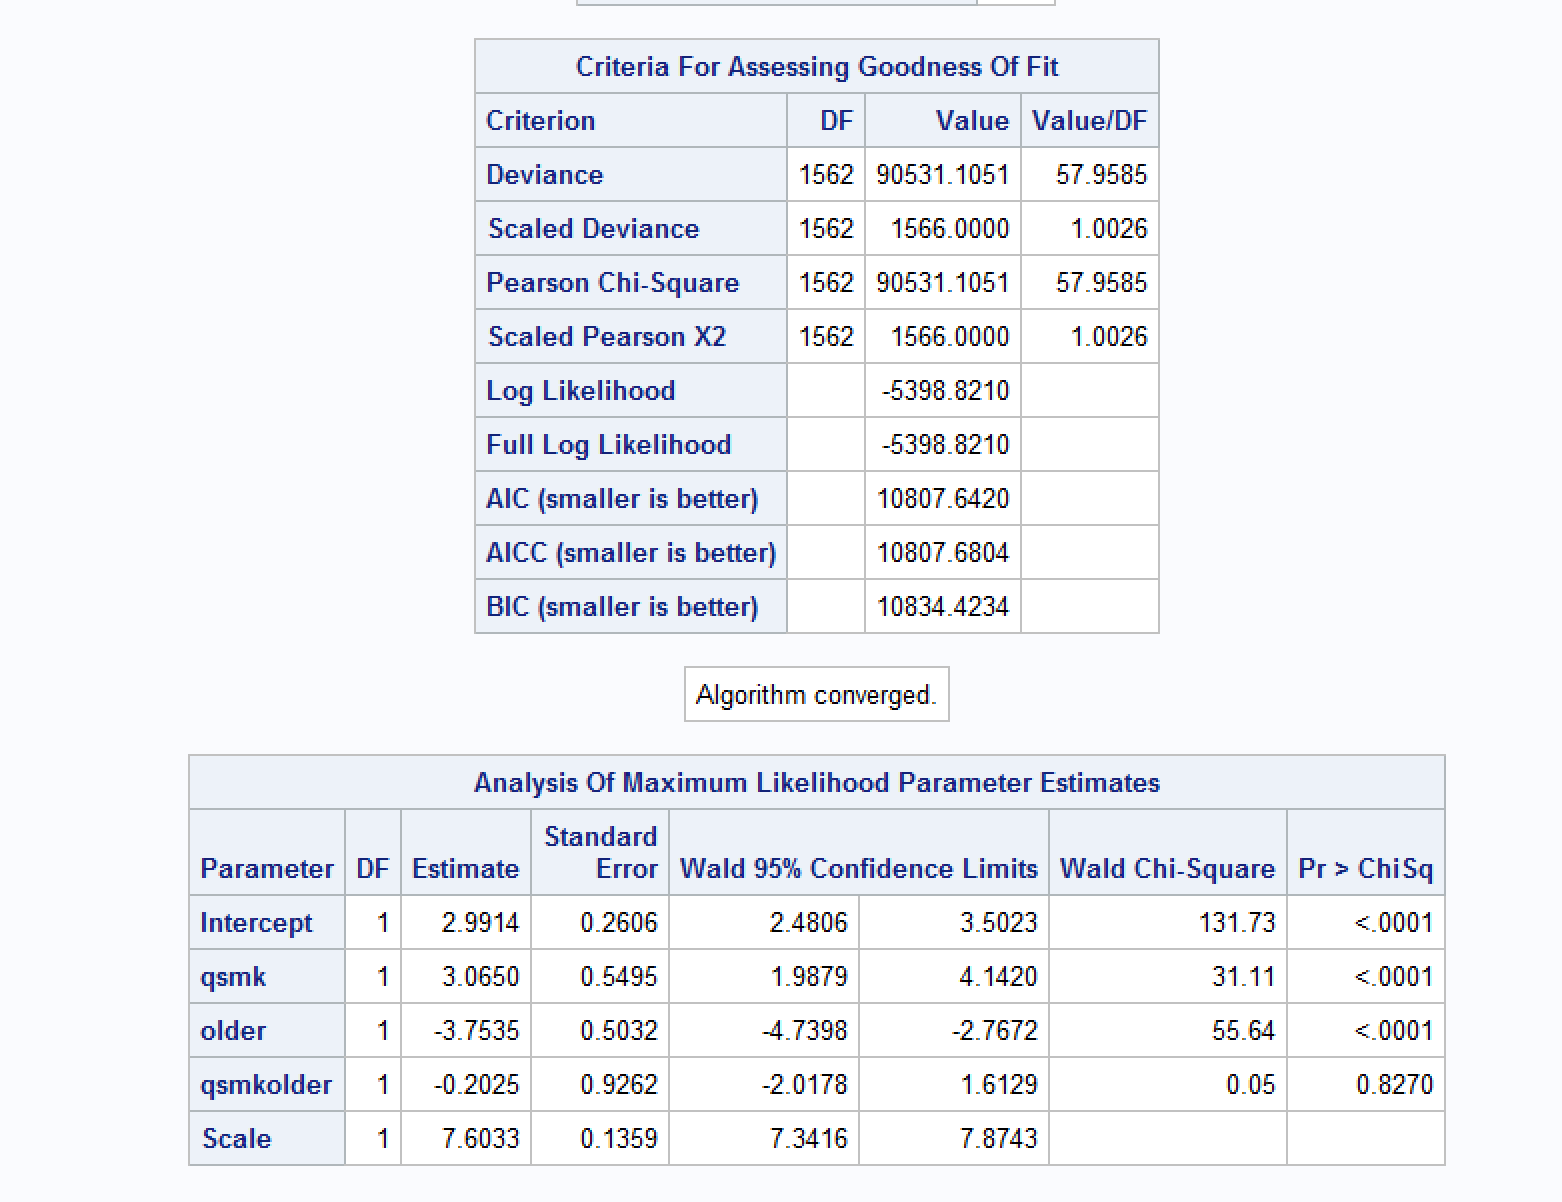 Criteria For Assessing Goodness Of Fit
Criterion DF Value Value/DF
Deviance 1562 90531.1051 57.9585
Scaled Deviance 1562 1566.0000 1.0026
Pearson Chi-Square 1562 90531.1051 57.9585
Scaled Pearson X2 1562 1566.0000 1.0026
Log Likelihood -5398.8210
Full Log Likelihood -5398.8210
AIC (smaller is better) 10807.6420
AICC (smaller is better) 10807.6804
BIC (smaller is better) 10834.4234
Algorithm converged.
Analysis Of Maximum Likelihood Parameter Estimates
Parameter DF Estimate Standard Error Wald 95% Confidence Limits Wald Chi-Square Pr > ChiSq
Intercept 1 2.9914 0.2606 2.4806 3.5023 131.73 <.0001
qsmk 1 3.0650 0.5495 1.9879 4.1420 31.11 <.0001
older 1 -3.7535 0.5032 -4.7398 -2.7672 55.64 <.0001
qsmkolder 1 -0.2025 0.9262 -2.0178 1.6129 0.05 0.8270
Scale 1 7.6033 0.1359 7.3416 7.8743